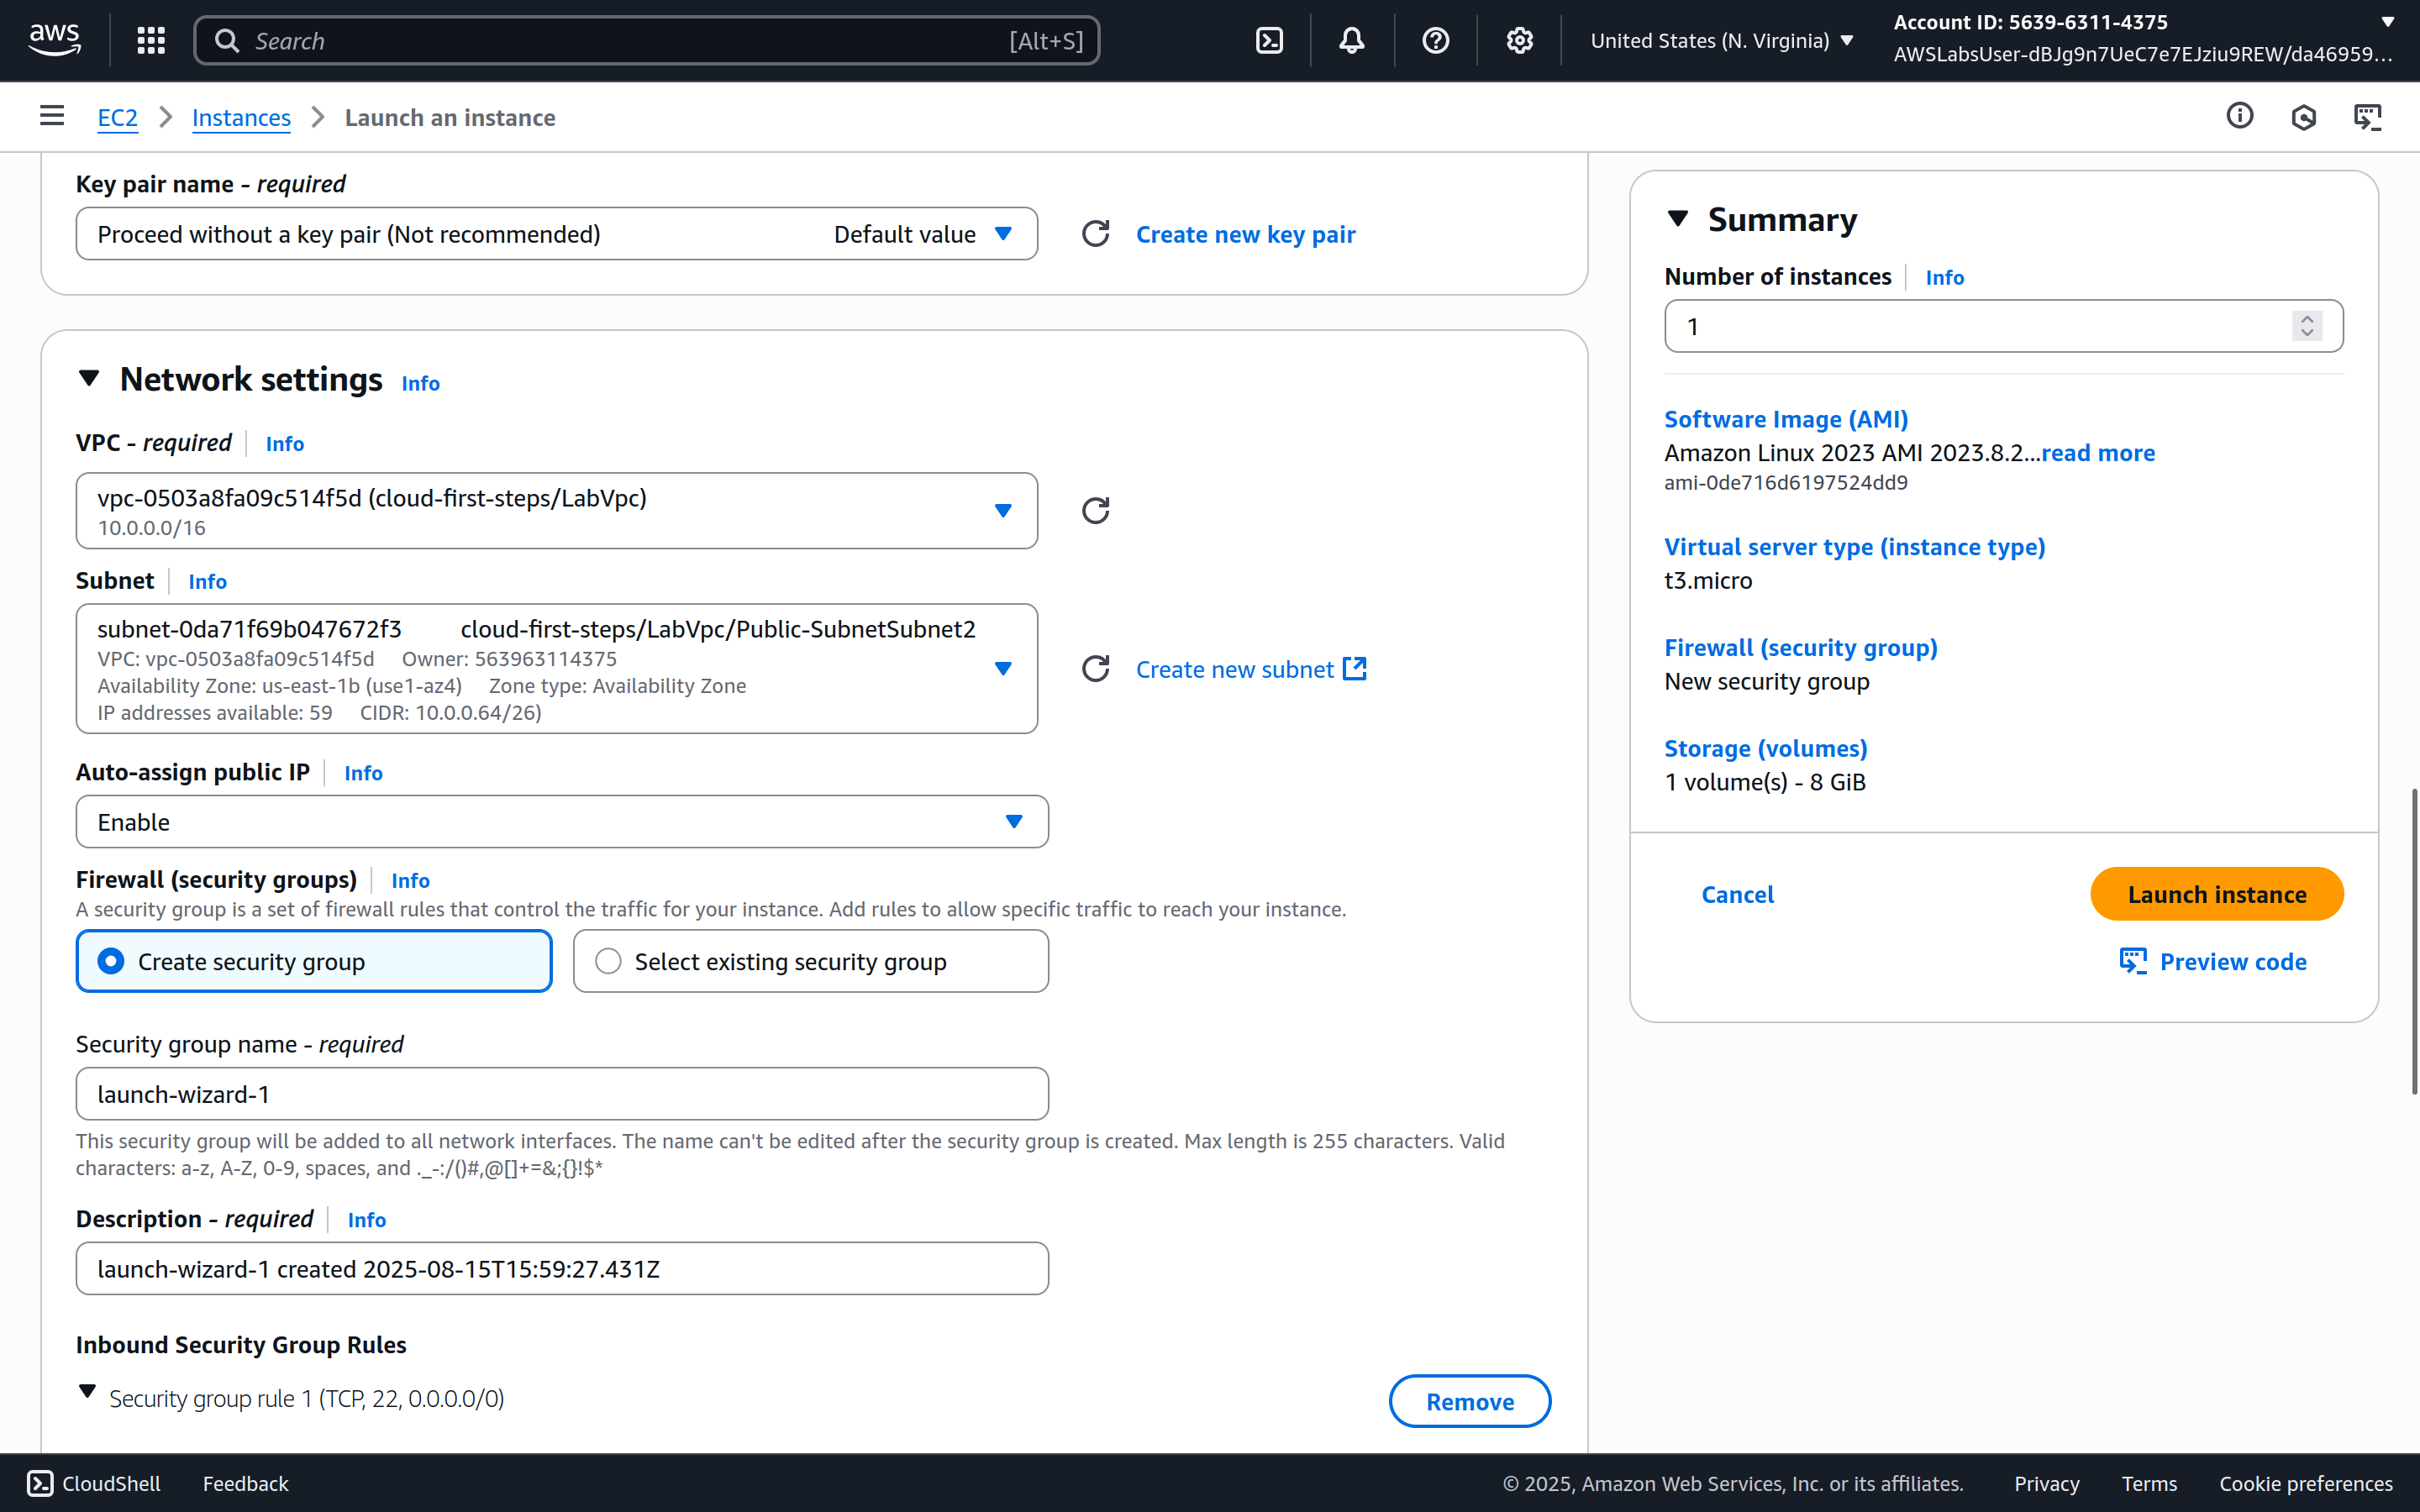 aws
Search [Alt+S]
United States (N. Virginia)
Account ID: 5639-6311-4375
AWSLabsUser-dBJg9n7UeC7e7EJziu9REW/da46959...
EC2 Instances Launch an instance
Key pair name - required
Proceed without a key pair (Not recommended) Default value
Create new key pair
Network settings Info
VPC - required Info
vpc-0503a8fa09c514f5d (cloud-first-steps/LabVpc)
10.0.0.0/16
Subnet Info
subnet-0da71f69b047672f3 cloud-first-steps/LabVpc/Public-SubnetSubnet2
VPC: vpc-0503a8fa09c514f5d Owner: 563963114375
Availability Zone: us-east-1b (use1-az4) Zone type: Availability Zone
IP addresses available: 59 CIDR: 10.0.0.64/26)
Create new subnet
Auto-assign public IP Info
Enable
Firewall (security groups) Info
A security group is a set of firewall rules that control the traffic for your instance. Add rules to allow specific traffic to reach your instance.
Create security group
Select existing security group
Security group name - required
launch-wizard-1
This security group will be added to all network interfaces. The name can't be edited after the security group is created. Max length is 255 characters. Valid
characters: a-z, A-Z, 0-9, spaces, and ._-:/()#,@[]+=&;{}!$*
Description - required Info
launch-wizard-1 created 2025-08-15T15:59:27.431Z
Inbound Security Group Rules
Security group rule 1 (TCP, 22, 0.0.0.0/0)
Remove
Summary
Number of instances Info
1
Software Image (AMI)
Amazon Linux 2023 AMI 2023.8.2...read more
ami-0de716d6197524dd9
Virtual server type (instance type)
t3.micro
Firewall (security group)
New security group
Storage (volumes)
1 volume(s) - 8 GiB
Cancel
Launch instance
Preview code
CloudShell Feedback
© 2025, Amazon Web Services, Inc. or its affiliates. Privacy Terms Cookie preferences